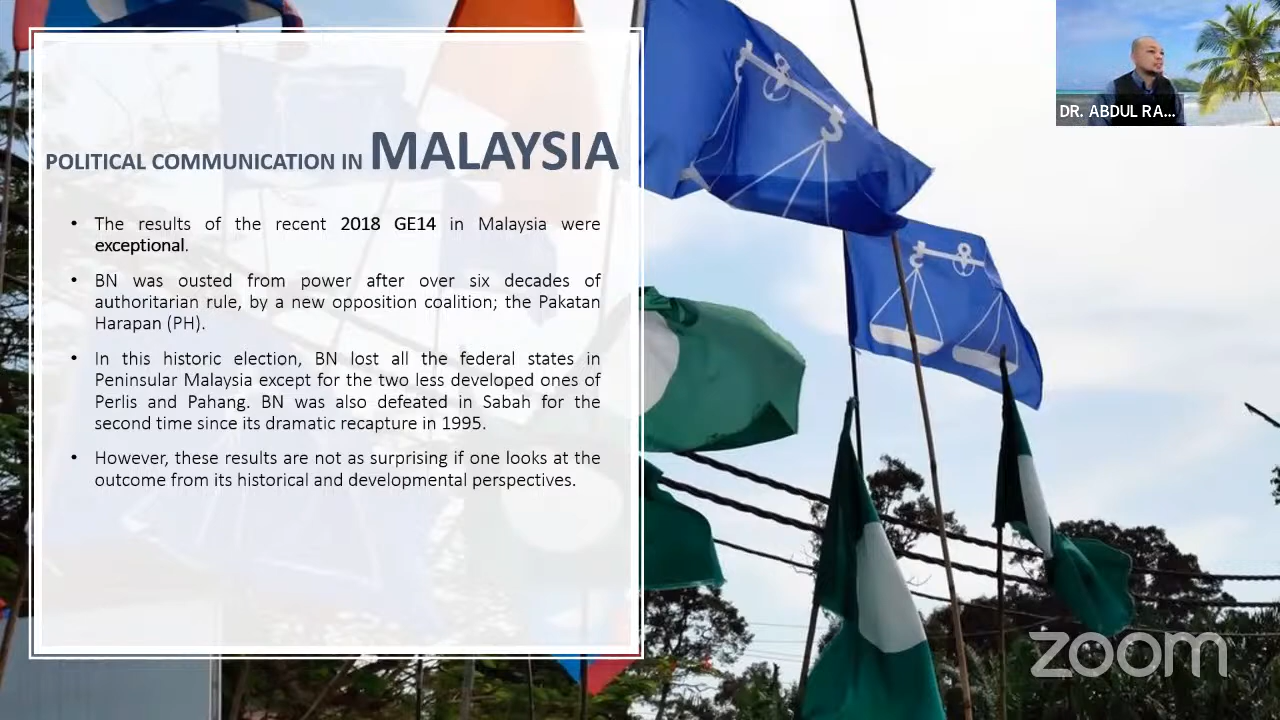 POLITICAL COMMUNICATION IN MALAYSIA
• The results of the recent 2018 GE14 in Malaysia were
exceptional.
• BN was ousted from power after over six decades of
authoritarian rule, by a new opposition coalition; the Pakatan
Harapan (PH).
• In this historic election, BN lost all the federal states in
Peninsular Malaysia except for the two less developed ones of
Perlis and Pahang. BN was also defeated in Sabah for the
second time since its dramatic recapture in 1995.
• However, these results are not as surprising if one looks at the
outcome from its historical and developmental perspectives.
DR. ABDUL RA...
zoom